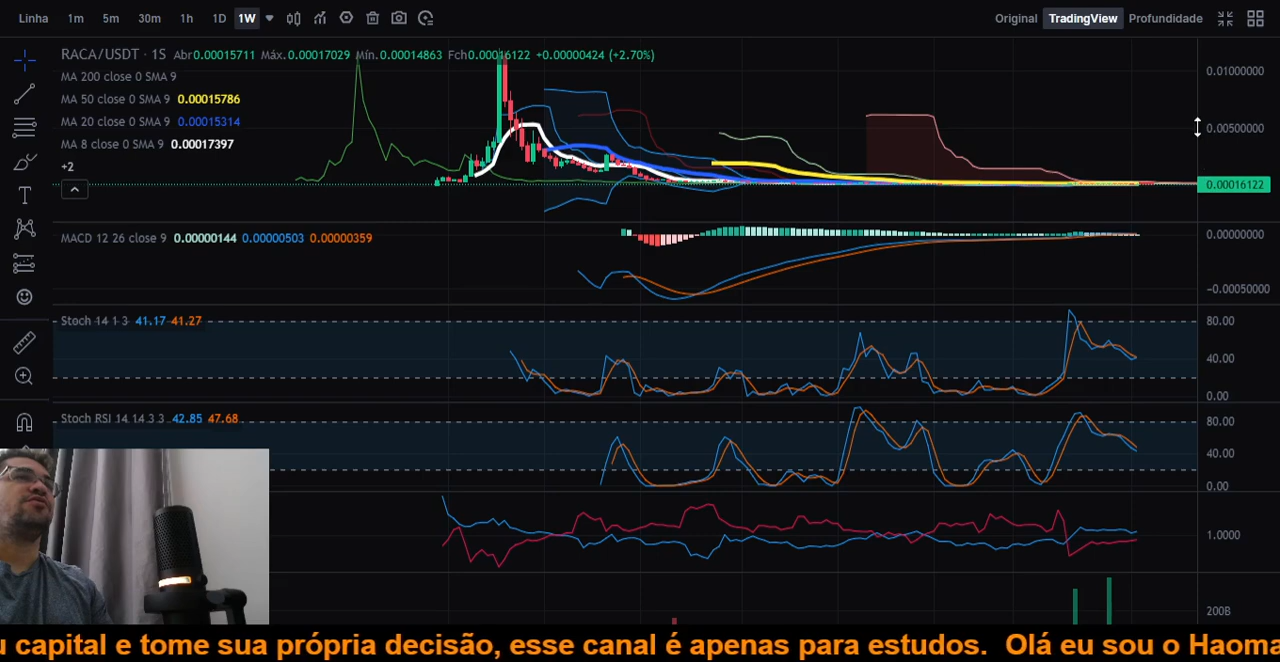 Linha 1m 5m 30m 1h 1D 1W Original TradingView Profundidade
RACA/USDT · 1S Abr0.00015711 Máx.0.00017029 Mín.0.00014863 Fch0.00016122 +0.00000424 (+2.70%)
MA 200 close 0 SMA 9
MA 50 close 0 SMA 9 0.00015786
MA 20 close 0 SMA 9 0.00015314
MA 8 close 0 SMA 9 0.00017397
+2
0.01000000
0.00500000
0.00016122
MACD 12 26 close 9 0.00000144 0.00000503 0.00000359
0.00000000
−0.00050000
Stoch 14 1 3 41.17 41.27
80.00
40.00
0.00
Stoch RSI 14 14 3 3 42.85 47.68
80.00
40.00
0.00
1.0000
200B
capital e tome sua própria decisão, esse canal é apenas para estudos. Olá eu sou o Haoma